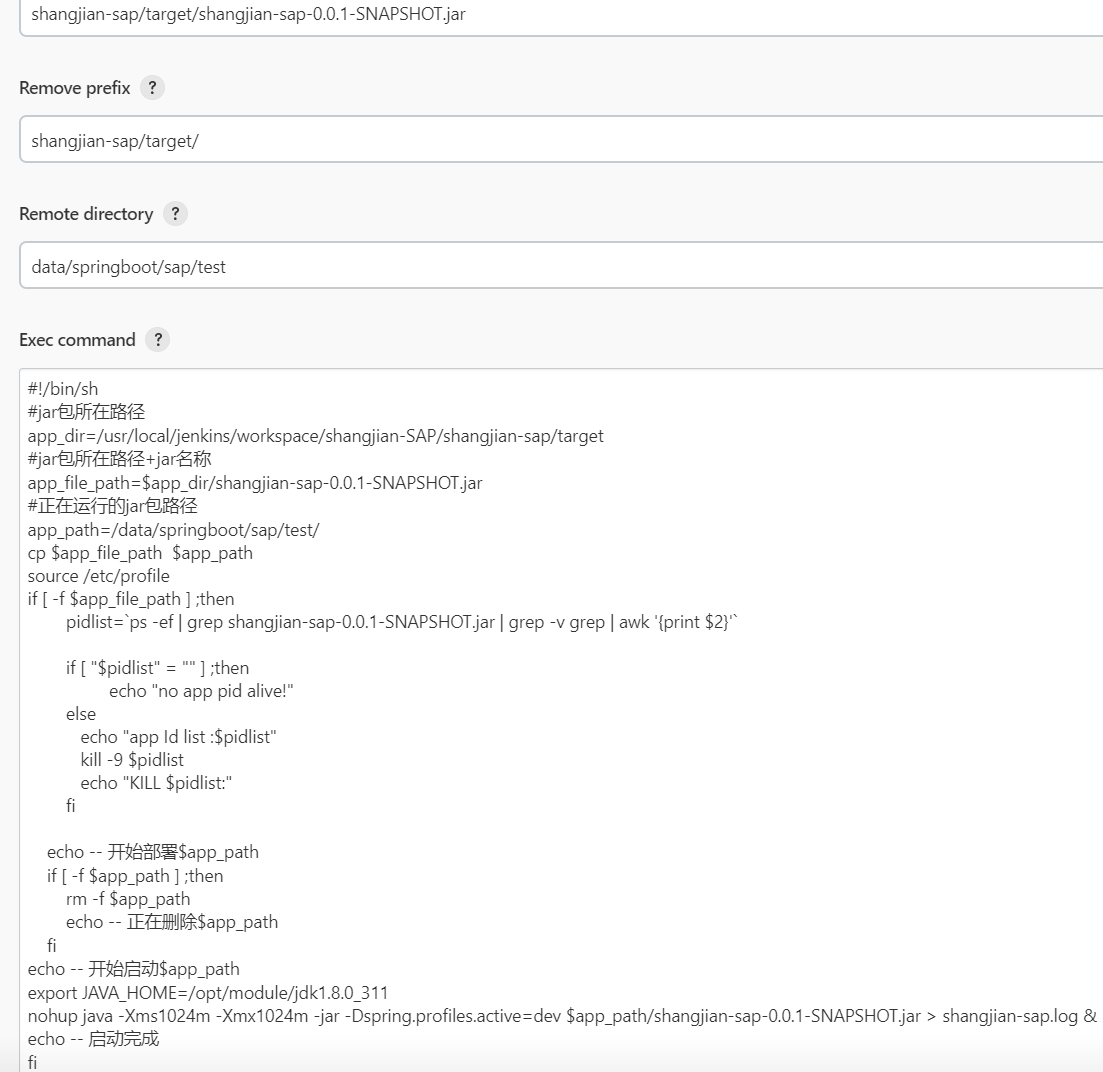 shangjian-sap/target/shangjian-sap-0.0.1-SNAPSHOT.jar
Remove prefix ?
shangjian-sap/target/
Remote directory ?
data/springboot/sap/test
Exec command ?
#!/bin/sh
#jar包所在路径
app_dir=/usr/local/jenkins/workspace/shangjian-SAP/shangjian-sap/target
#jar包所在路径+jar名称
app_file_path=$app_dir/shangjian-sap-0.0.1-SNAPSHOT.jar
#正在运行的jar包路径
app_path=/data/springboot/sap/test/
cp $app_file_path  $app_path
source /etc/profile
if [ -f $app_file_path ] ;then
pidlist=`ps -ef | grep shangjian-sap-0.0.1-SNAPSHOT.jar | grep -v grep | awk '{print $2}'`
if [ "$pidlist" = "" ] ;then
echo "no app pid alive!"
else
echo "app Id list :$pidlist"
kill -9 $pidlist
echo "KILL $pidlist:"
fi
echo -- 开始部署$app_path
if [ -f $app_path ] ;then
rm -f $app_path
echo -- 正在删除$app_path
fi
echo -- 开始启动$app_path
export JAVA_HOME=/opt/module/jdk1.8.0_311
nohup java -Xms1024m -Xmx1024m -jar -Dspring.profiles.active=dev $app_path/shangjian-sap-0.0.1-SNAPSHOT.jar > shangjian-sap.log &
echo -- 启动完成
fi